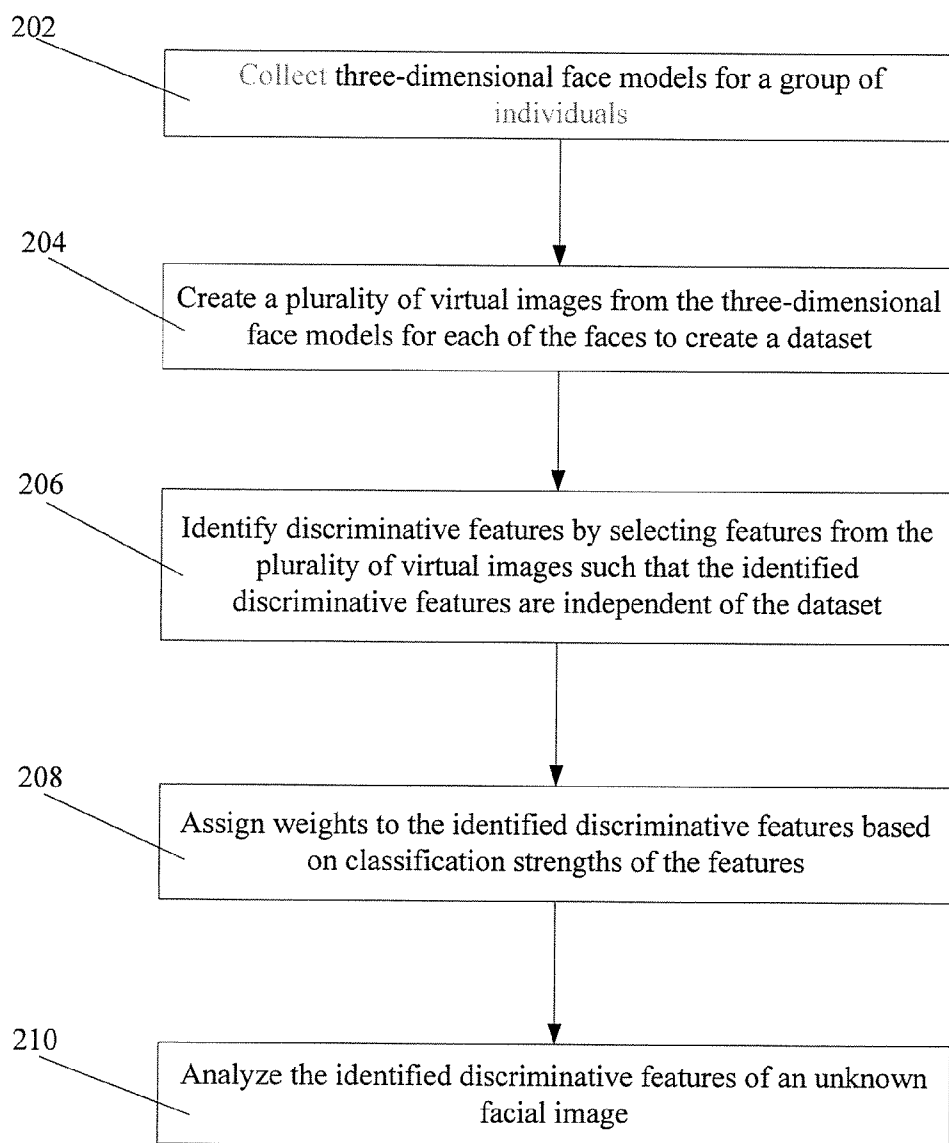 202
Collect three-dimensional face models for a group of
individuals
204
Create a plurality of virtual images from the three-dimensional
face models for each of the faces to create a dataset
206
Identify discriminative features by selecting features from the
plurality of virtual images such that the identified
discriminative features are independent of the dataset
208
Assign weights to the identified discriminative features based
on classification strengths of the features
210
Analyze the identified discriminative features of an unknown
facial image